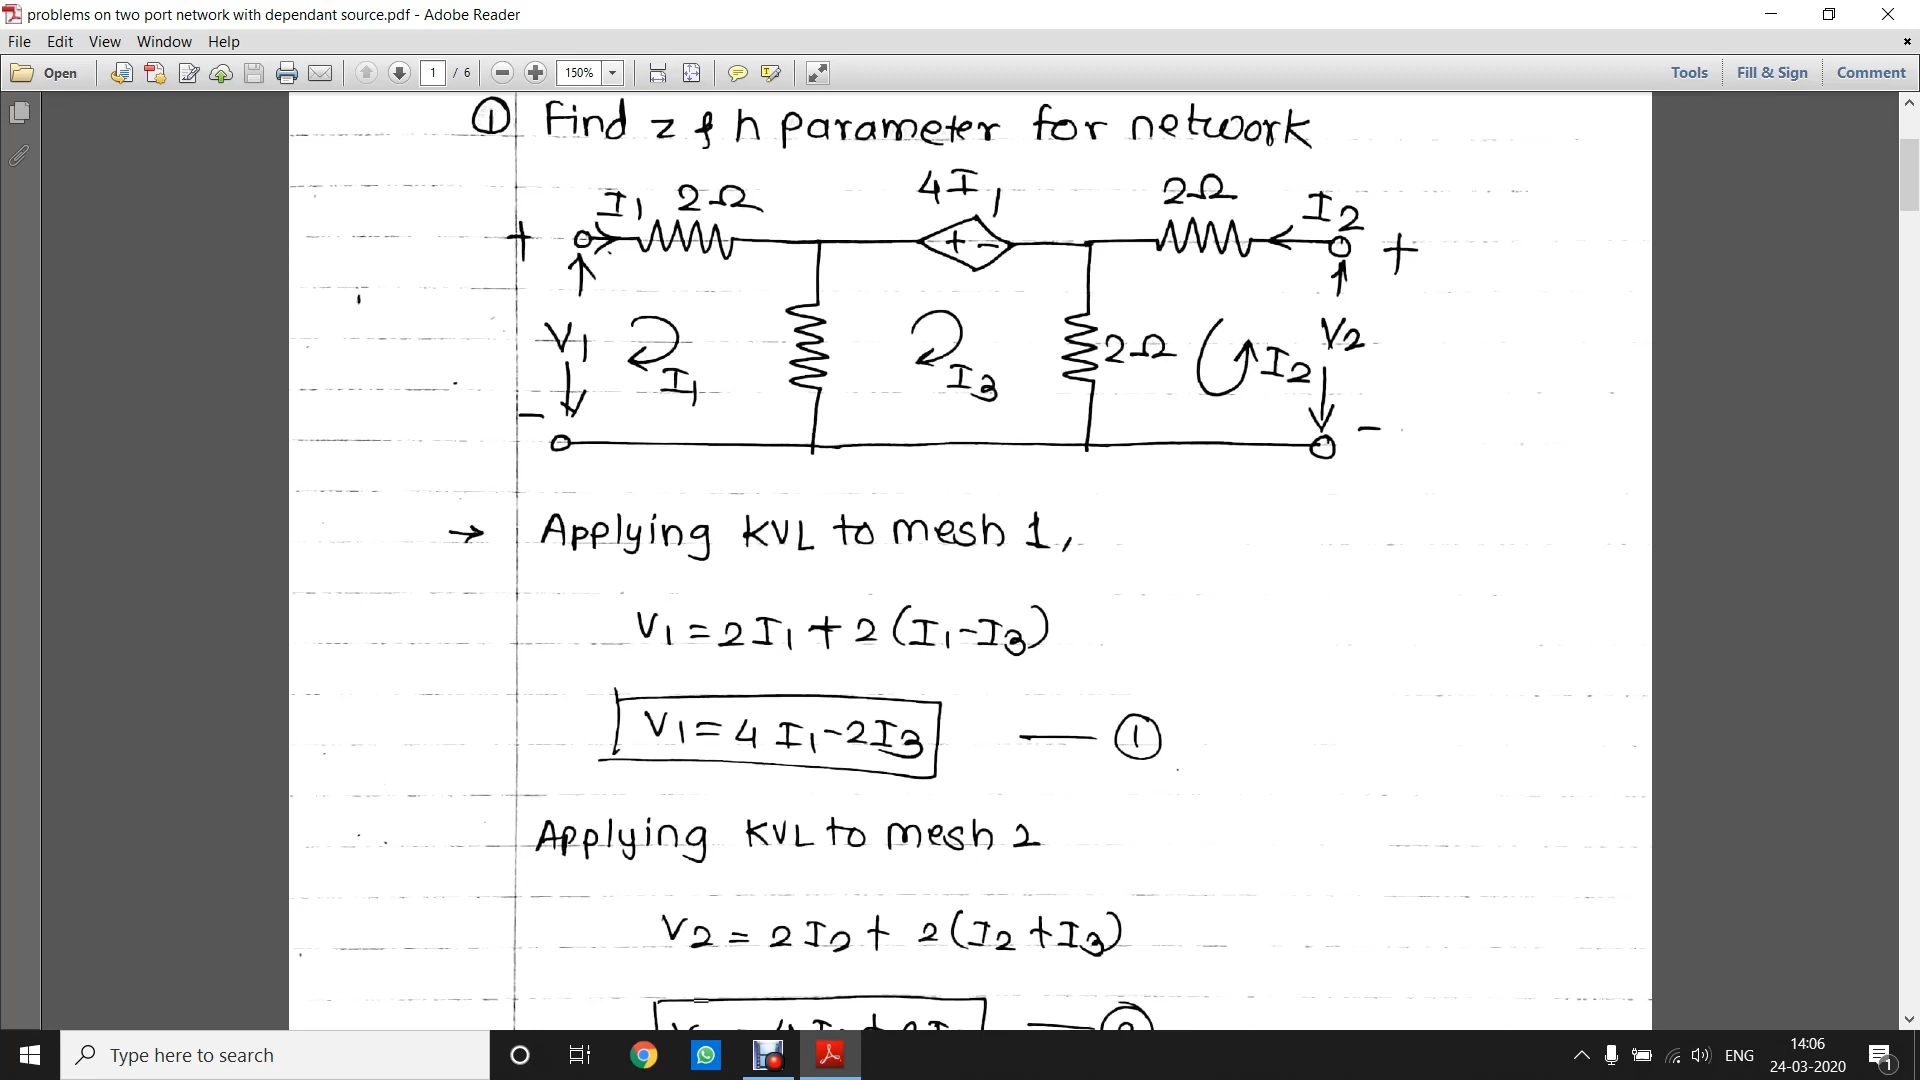 problems on two port network with dependant source.pdf - Adobe Reader
File Edit View Window Help
Open 1 / 6 150% Tools Fill & Sign Comment
① Find z & h parameter for network
I1 2Ω 4I1 2Ω I2
+ + - +
V1 I1 I3 2Ω I2 V2
- -
→ Applying KVL to mesh 1,
V1 = 2I1 + 2 (I1-I3)
V1 = 4 I1-2I3 — ①
Applying KVL to mesh 2
V2 = 2I2 + 2(I2+I3)
Type here to search
ENG
14:06
24-03-2020
1